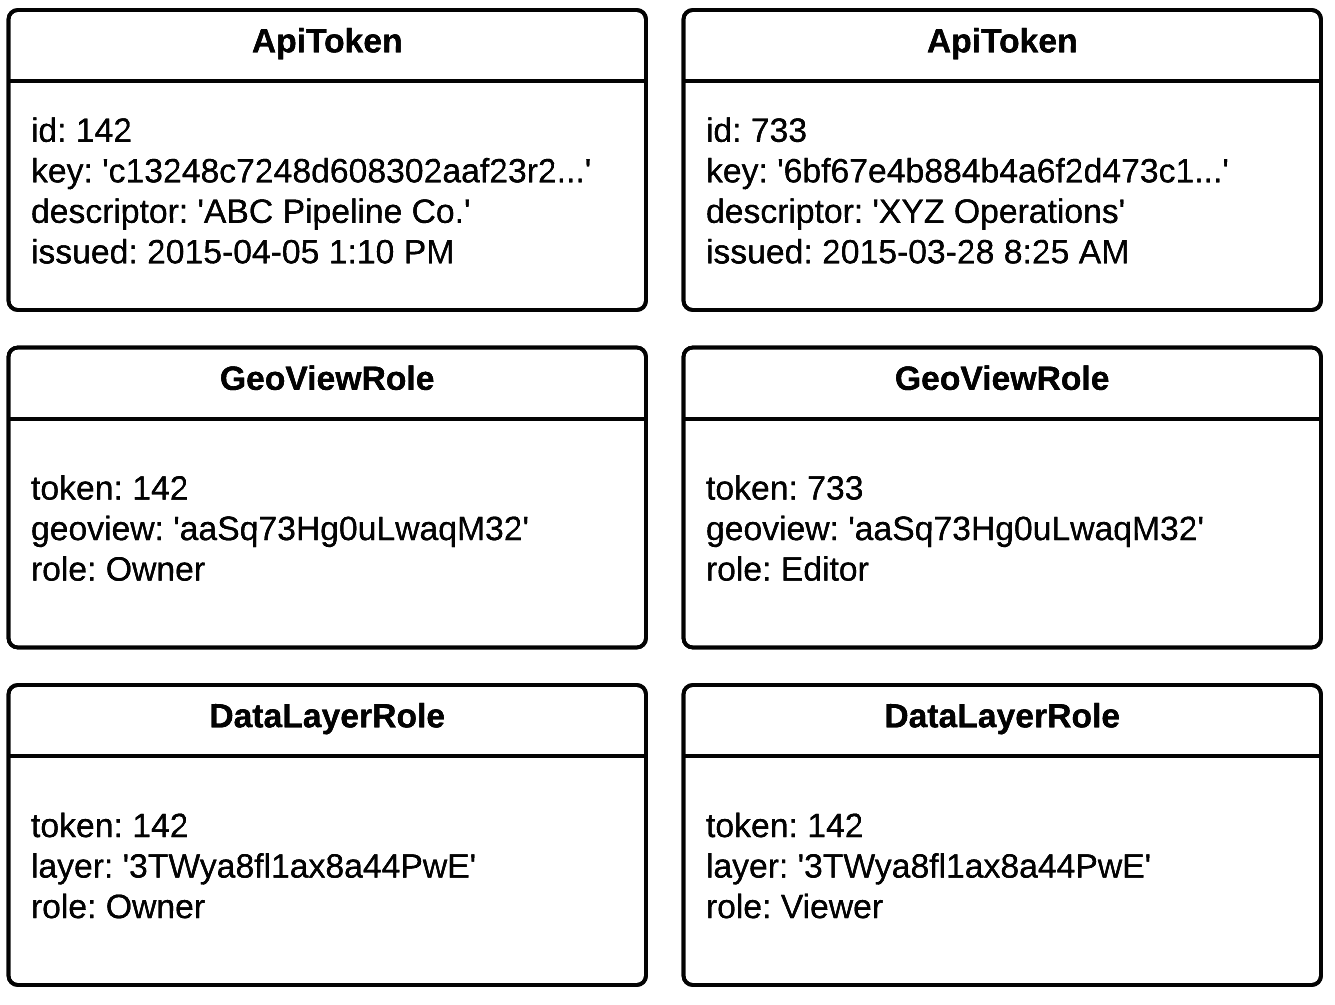 ApiToken
id: 142
key: 'c13248c7248d608302aaf23r2...'
descriptor: 'ABC Pipeline Co.'
issued: 2015-04-05 1:10 PM
ApiToken
id: 733
key: '6bf67e4b884b4a6f2d473c1...'
descriptor: 'XYZ Operations'
issued: 2015-03-28 8:25 AM
GeoViewRole
token: 142
geoview: 'aaSq73Hg0uLwaqM32'
role: Owner
GeoViewRole
token: 733
geoview: 'aaSq73Hg0uLwaqM32'
role: Editor
DataLayerRole
token: 142
layer: '3TWya8fl1ax8a44PwE'
role: Owner
DataLayerRole
token: 142
layer: '3TWya8fl1ax8a44PwE'
role: Viewer